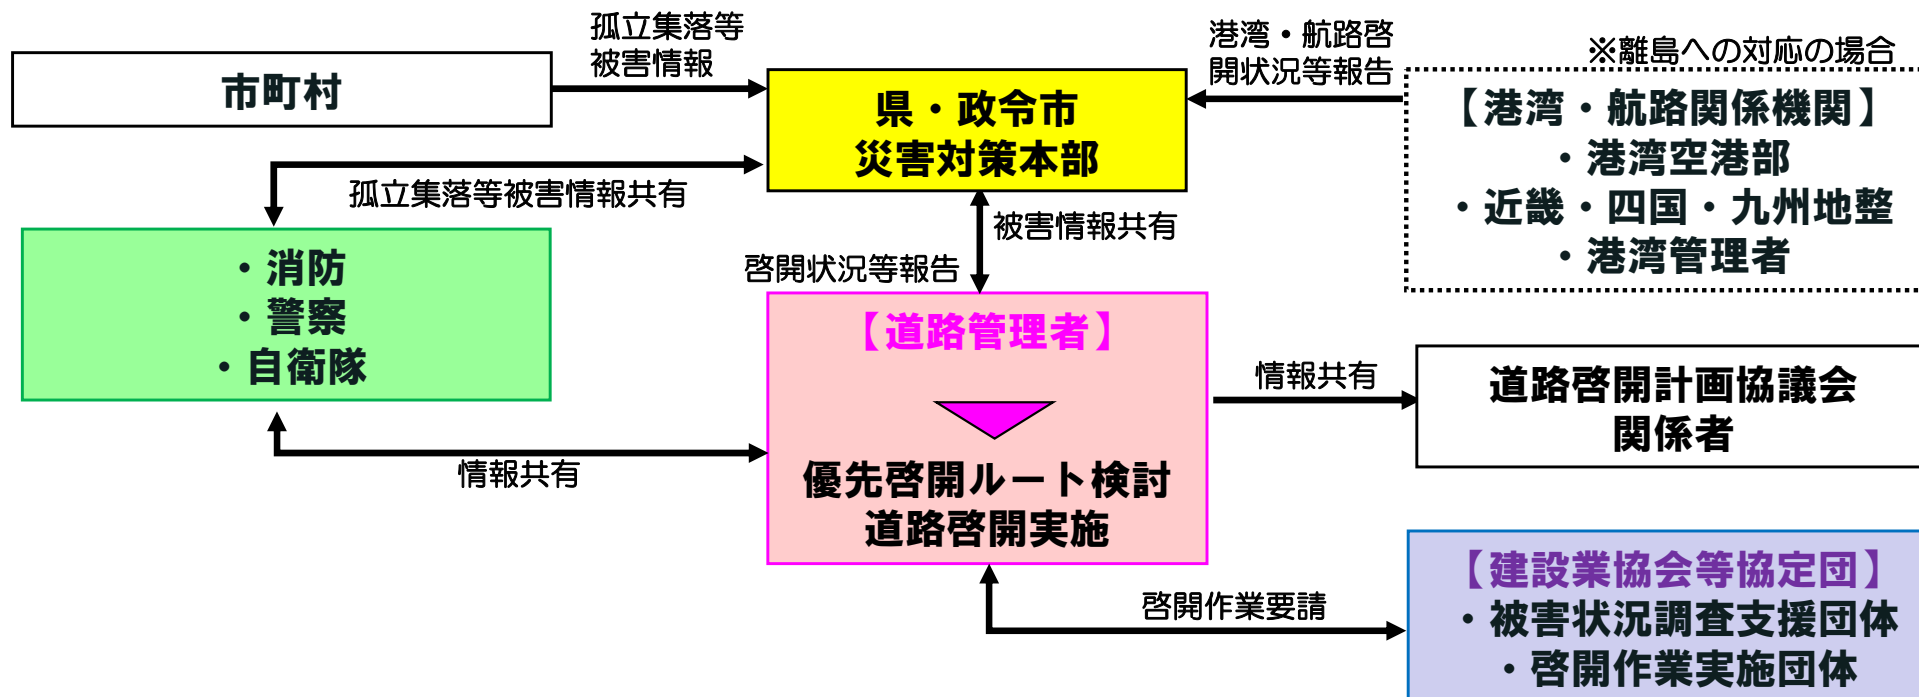 孤立集落等
被害情報
港湾・航路啓
開状況等報告
※離島への対応の場合
市町村
県・政令市
災害対策本部
【港湾・航路関係機関】
・港湾空港部
・近畿・四国・九州地整
・港湾管理者
孤立集落等被害情報共有
被害情報共有
啓開状況等報告
・消防
・警察
・自衛隊
【道路管理者】
優先啓開ルート検討
道路啓開実施
情報共有
道路啓開計画協議会
関係者
情報共有
啓開作業要請
【建設業協会等協定団】
・被害状況調査支援団体
・啓開作業実施団体